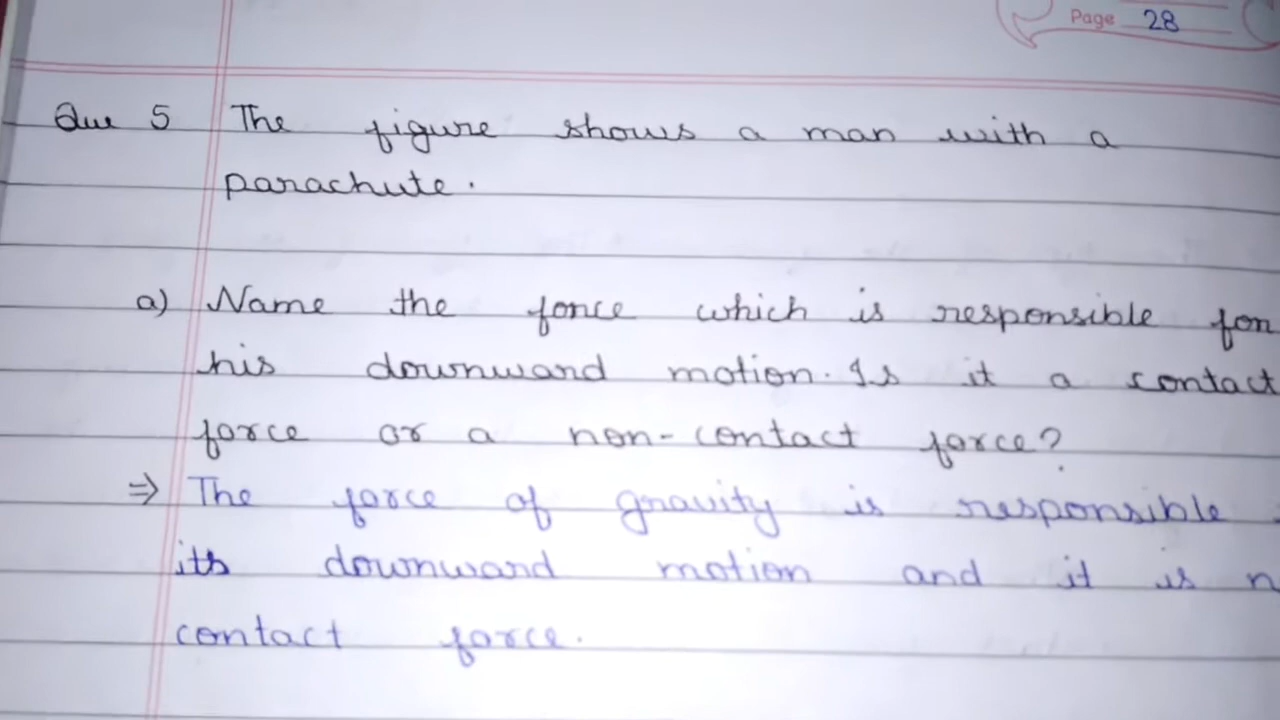 Page 28
Que 5 The figure shows a man with a
parachute.
a) Name the force which is responsible for
his downward motion. Is it a contact
force or a non-contact force?
⇒ The force of gravity is responsible
its downward motion and it is n
contact force.